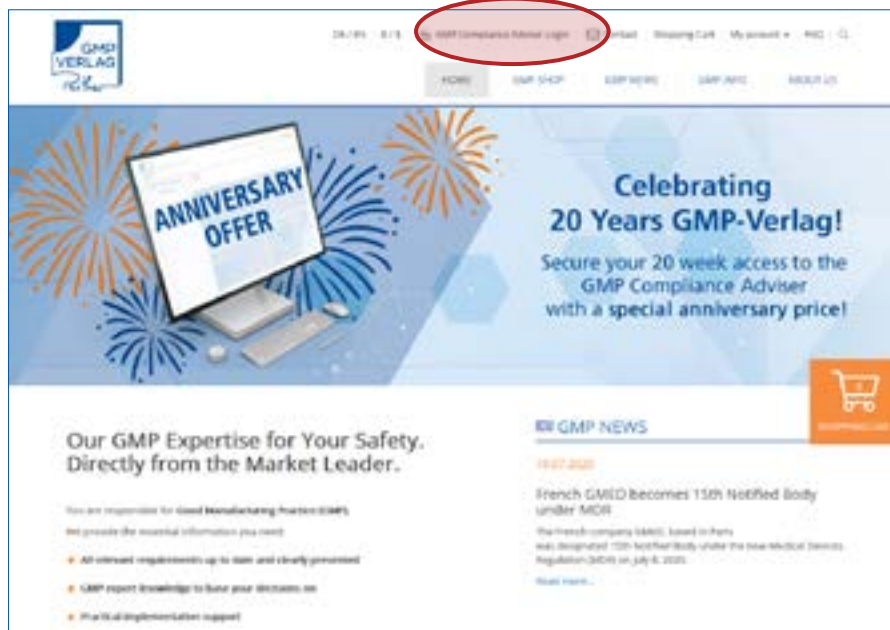 GMP
VERLAG
DE / EN
€ / $
GMP Compliance Adviser Login
Contact
Shopping Cart
My account
FAQ
HOME
GMP SHOP
GMP NEWS
GMP INFO
ABOUT US
ANNIVERSARY
OFFER
Celebrating
20 Years GMP-Verlag!
Secure your 20 week access to the
GMP Compliance Adviser
with a special anniversary price!
SHOPPING CART
Our GMP Expertise for Your Safety.
Directly from the Market Leader.
You are responsible for Good Manufacturing Practice (GMP).
We provide the essential information you need:
All relevant requirements up to date and clearly presented
GMP expert knowledge to base your decisions on
Practical implementation support
GMP NEWS
French GMED becomes 15th Notified Body
under MDR
The French company GMED, based in Paris
was designated 15th Notified Body under the new Medical Devices
Regulation (MDR) on July 8, 2020.
Read more...